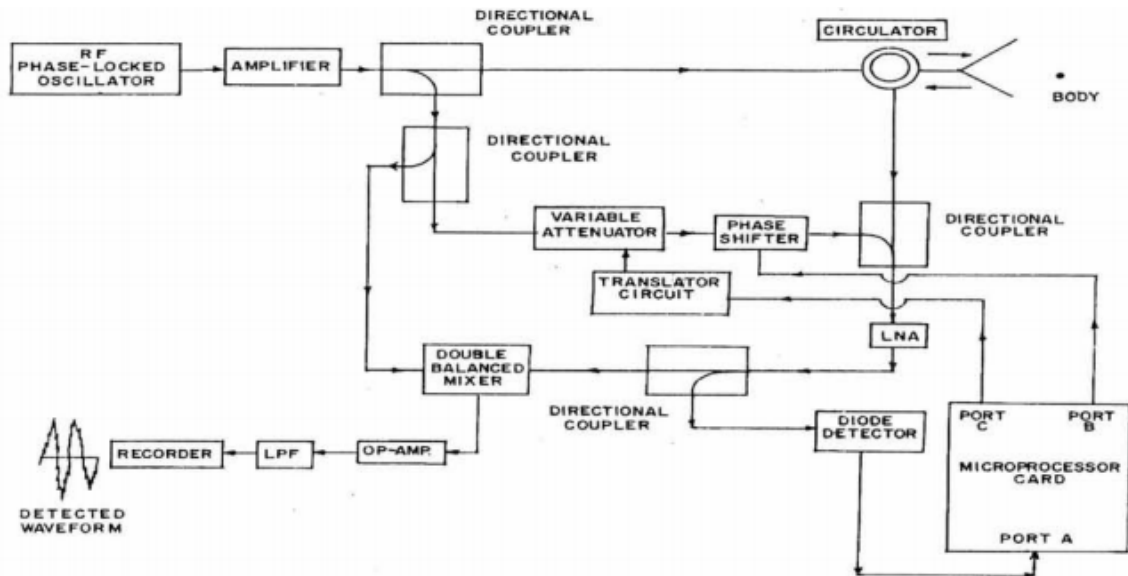 DIRECTIONAL
COUPLER
CIRCULATOR
RF
PHASE-LOCKED
OSCILLATOR
AMPLIFIER
BODY
DIRECTIONAL
COUPLER
VARIABLE
ATTENUATOR
PHASE
SHIFTER
DIRECTIONAL
COUPLER
TRANSLATOR
CIRCUIT
LNA
DOUBLE
BALANCED
MIXER
DIRECTIONAL
COUPLER
DIODE
DETECTOR
PORT
C
PORT
B
MICROPROCESSOR
CARD
PORT A
RECORDER
LPF
OP-AMP.
DETECTED
WAVEFORM